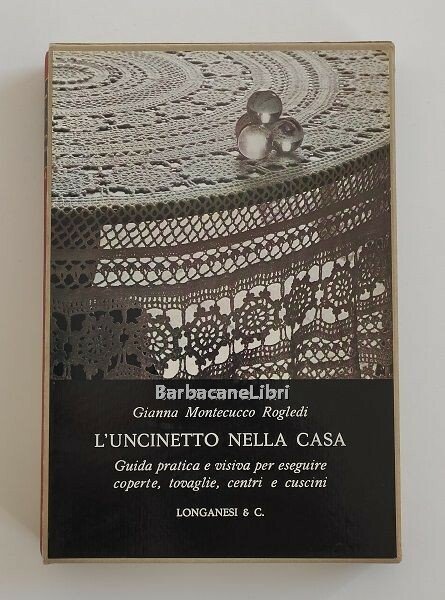 BarbacaneLibri
Gianna Montecucco Rogledi
L'UNCINETTO NELLA CASA
Guida pratica e visiva per eseguire
coperte, tovaglie, centri e cuscini
LONGANESI & C.